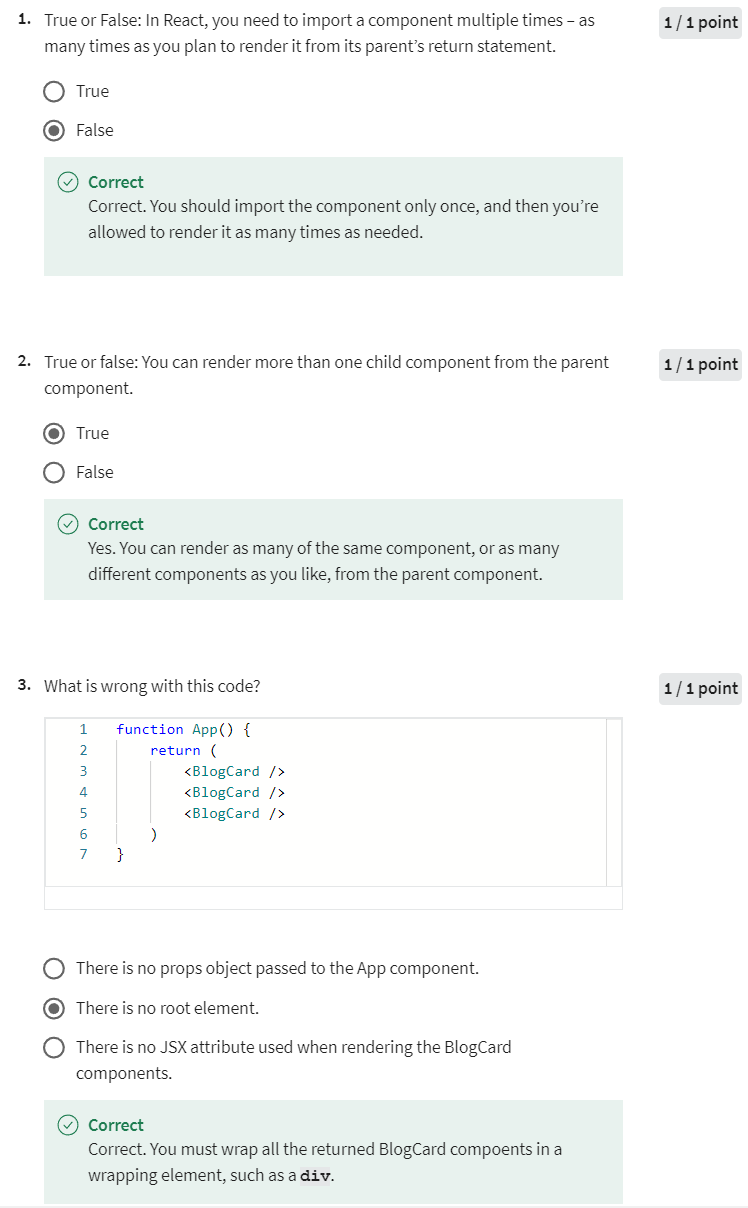 1. True or False: In React, you need to import a component multiple times – as 1 / 1 point
many times as you plan to render it from its parent’s return statement.
True
False
Correct
Correct. You should import the component only once, and then you’re
allowed to render it as many times as needed.
2. True or false: You can render more than one child component from the parent 1 / 1 point
component.
True
False
Correct
Yes. You can render as many of the same component, or as many
different components as you like, from the parent component.
3. What is wrong with this code? 1 / 1 point
1 function App() {
2 return (
3 <BlogCard />
4 <BlogCard />
5 <BlogCard />
6 )
7 }
There is no props object passed to the App component.
There is no root element.
There is no JSX attribute used when rendering the BlogCard
components.
Correct
Correct. You must wrap all the returned BlogCard compoents in a
wrapping element, such as a div.